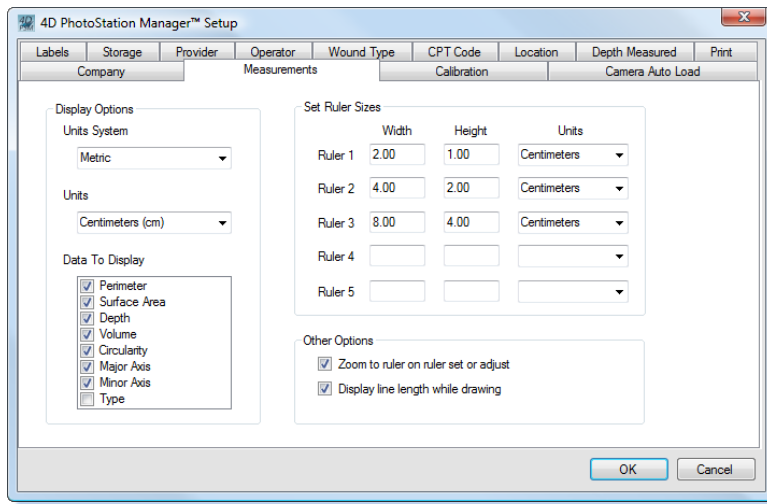 4D PhotoStation Manager™ Setup
Labels Storage Provider Operator Wound Type CPT Code Location Depth Measured Print
Company Measurements Calibration Camera Auto Load
Display Options
Units System
Metric
Units
Centimeters (cm)
Data To Display
Perimeter
Surface Area
Depth
Volume
Circularity
Major Axis
Minor Axis
Type
Set Ruler Sizes
Width Height Units
Ruler 1 2.00 1.00 Centimeters
Ruler 2 4.00 2.00 Centimeters
Ruler 3 8.00 4.00 Centimeters
Ruler 4
Ruler 5
Other Options
Zoom to ruler on ruler set or adjust
Display line length while drawing
OK Cancel